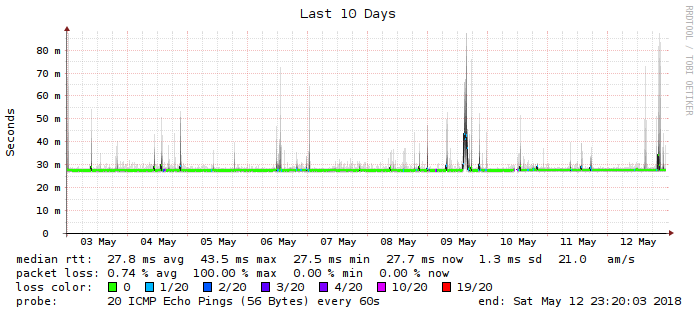 Last 10 Days
RRDTOOL / TOBI OETIKER
Seconds
80 m
70 m
60 m
50 m
40 m
30 m
20 m
10 m
0
03 May 04 May 05 May 06 May 07 May 08 May 09 May 10 May 11 May 12 May
median rtt: 27.8 ms avg 43.5 ms max 27.5 ms min 27.7 ms now 1.3 ms sd 21.0 am/s
packet loss: 0.74 % avg 100.00 % max 0.00 % min 0.00 % now
loss color: 0 1/20 2/20 3/20 4/20 10/20 19/20
probe: 20 ICMP Echo Pings (56 Bytes) every 60s end: Sat May 12 23:20:03 2018